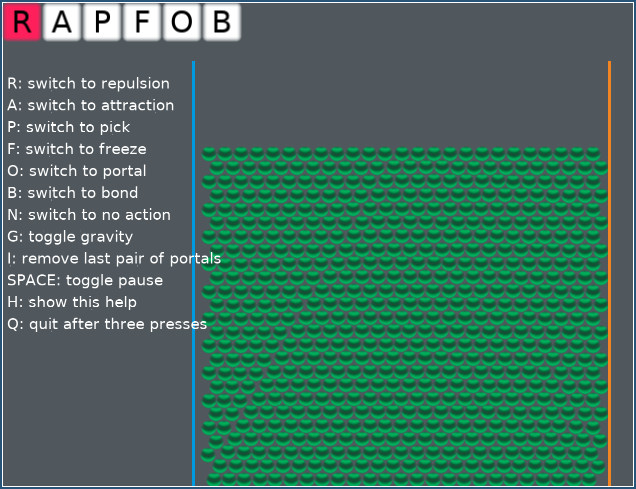 R A P F O B
R: switch to repulsion
A: switch to attraction
P: switch to pick
F: switch to freeze
O: switch to portal
B: switch to bond
N: switch to no action
G: toggle gravity
I: remove last pair of portals
SPACE: toggle pause
H: show this help
Q: quit after three presses